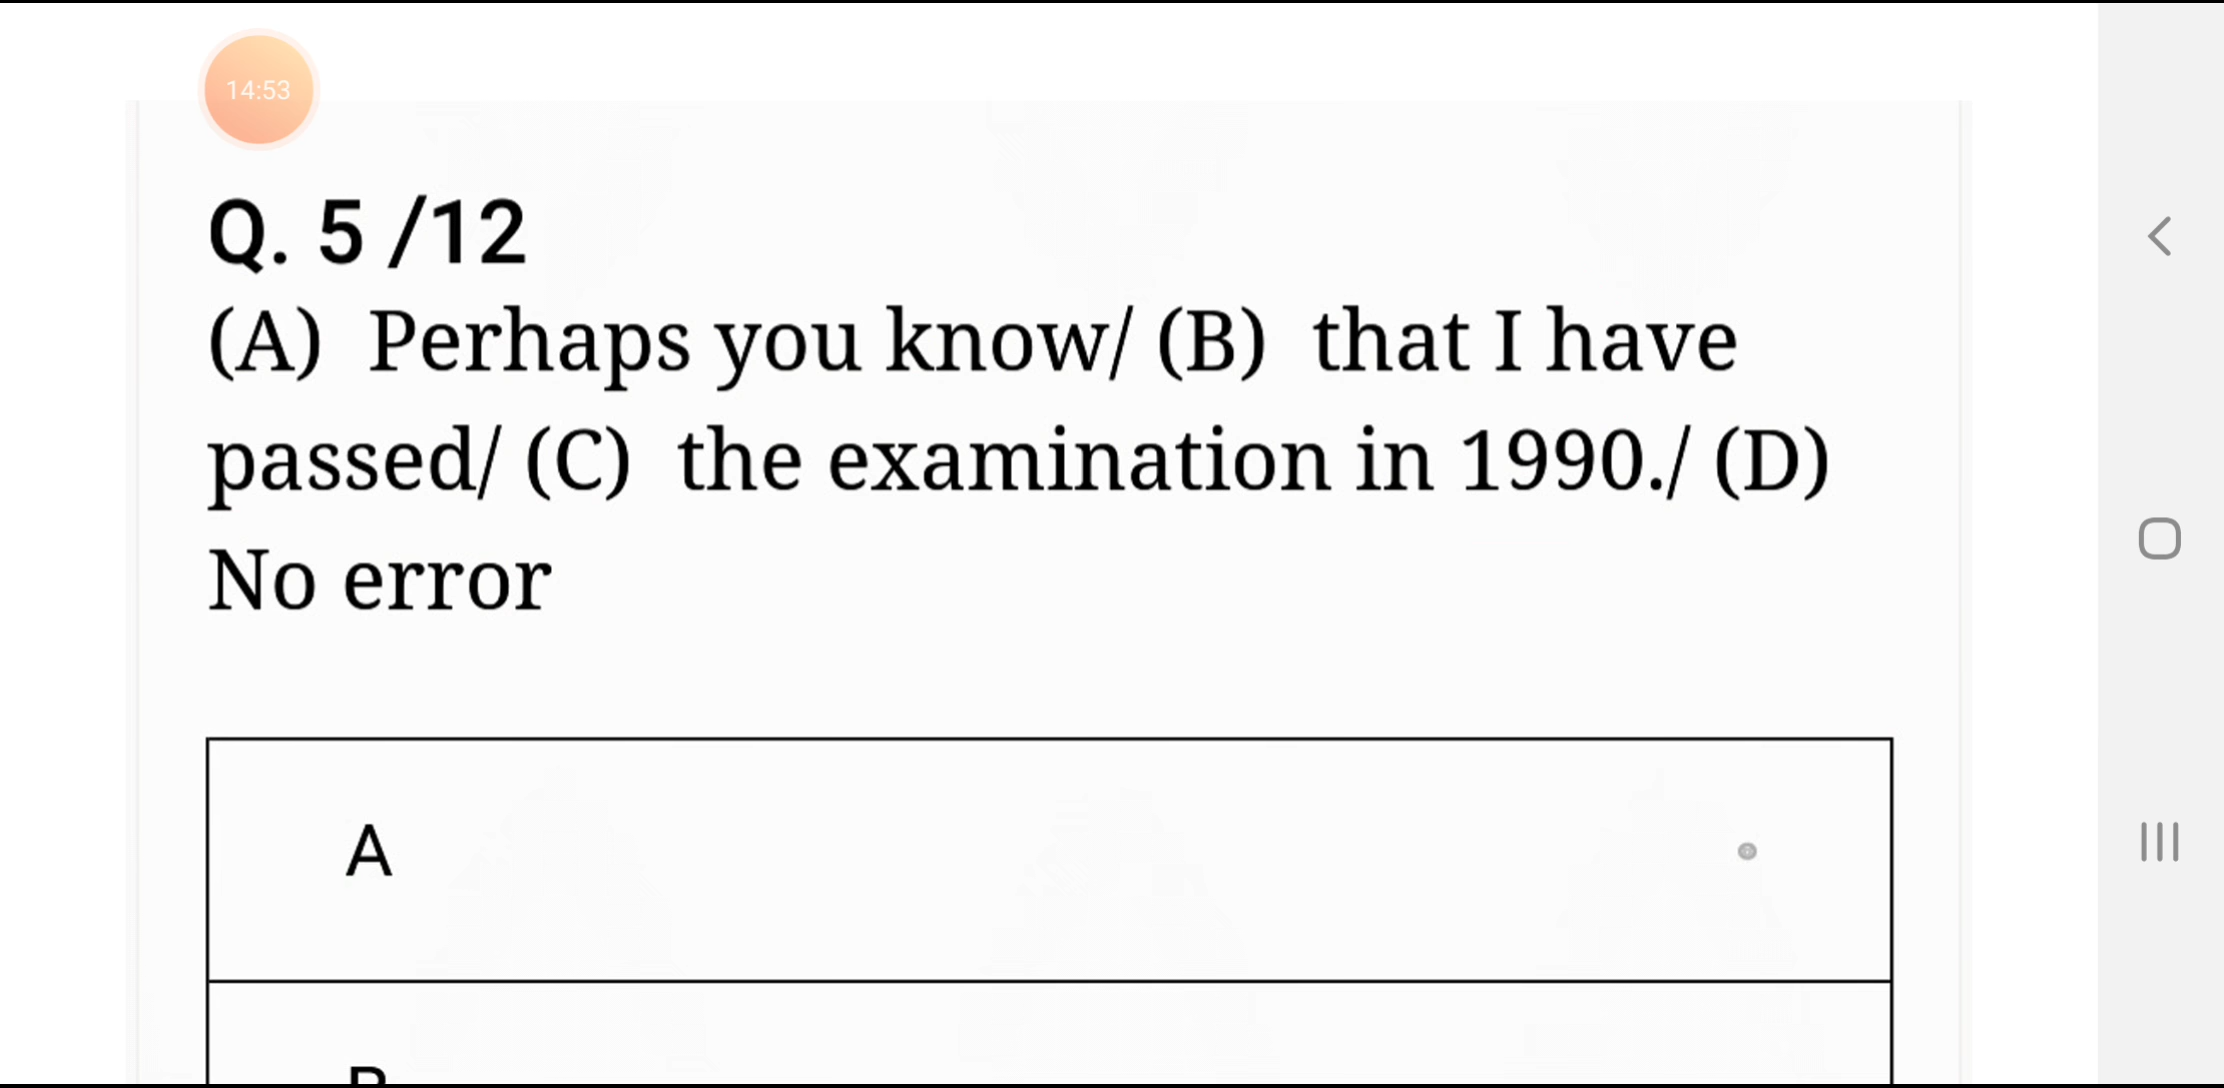 14:53
Q. 5 /12
(A) Perhaps you know/ (B) that I have
passed/ (C) the examination in 1990./ (D)
No error
A